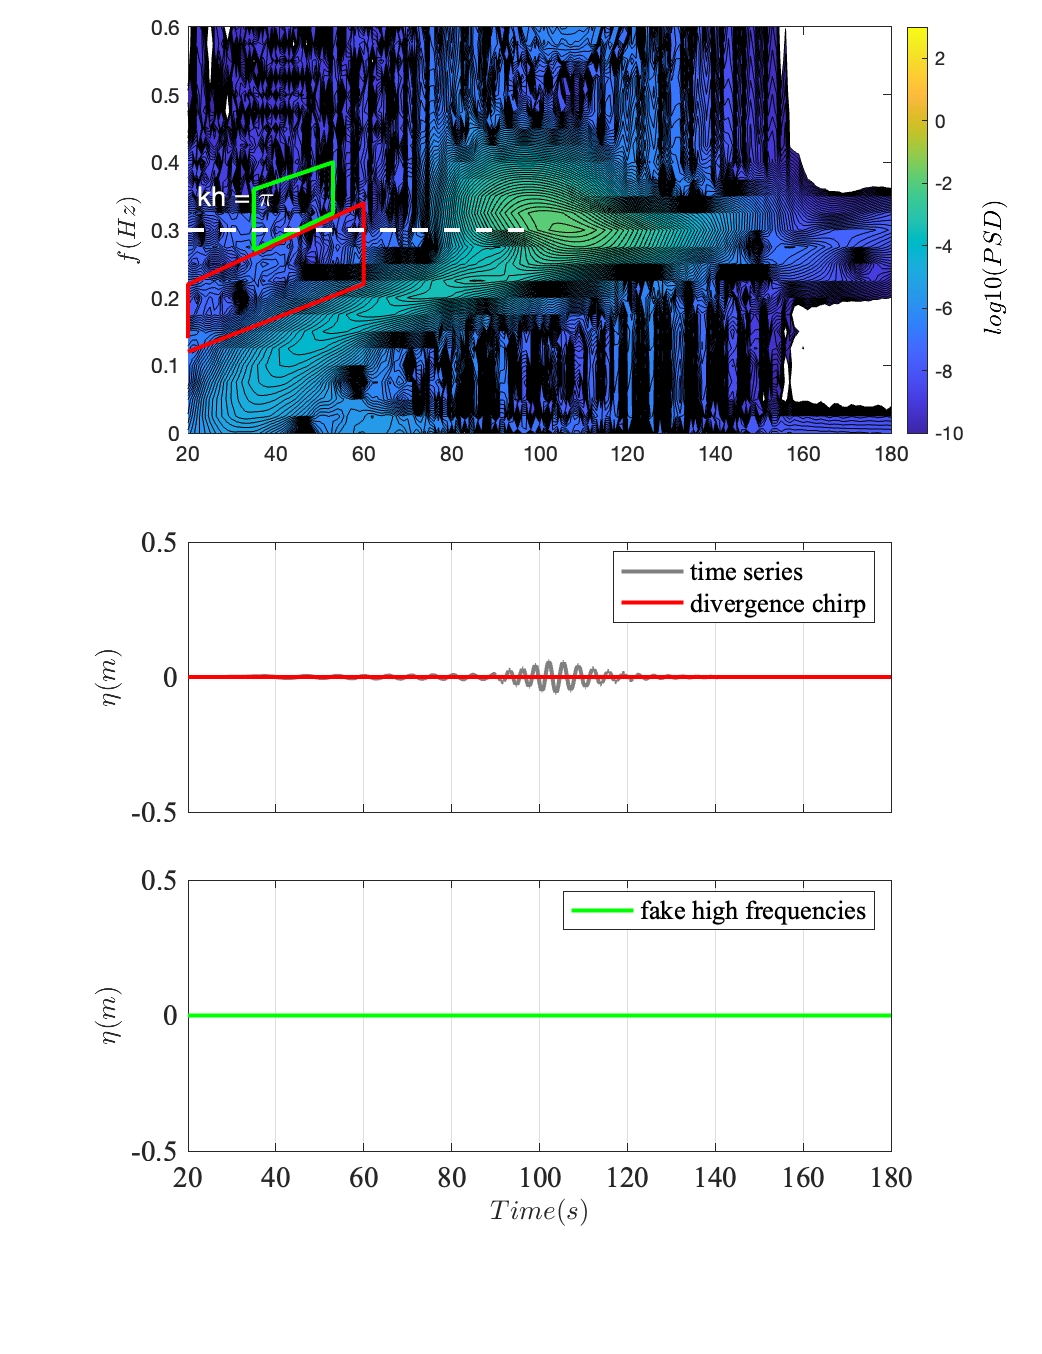 0.6
0.5
0.4
0.3
0.2
0.1
0
f(Hz)
kh = π
20 40 60 80 100 120 140 160 180
2
0
-2
-4
-6
-8
-10
log10(PSD)
0.5
0
-0.5
η(m)
time series
divergence chirp
0.5
0
-0.5
η(m)
fake high frequencies
20 40 60 80 100 120 140 160 180
Time(s)